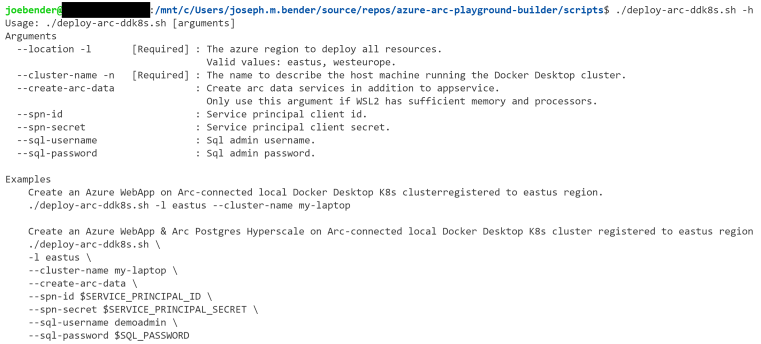 joebender@:/mnt/c/Users/joseph.m.bender/source/repos/azure-arc-playground-builder/scripts$ ./deploy-arc-ddk8s.sh -h
Usage: ./deploy-arc-ddk8s.sh [arguments]
Arguments
--location -l [Required] : The azure region to deploy all resources.
Valid values: eastus, westeurope.
--cluster-name -n [Required] : The name to describe the host machine running the Docker Desktop cluster.
--create-arc-data : Create arc data services in addition to appservice.
Only use this argument if WSL2 has sufficient memory and processors.
--spn-id : Service principal client id.
--spn-secret : Service principal client secret.
--sql-username : Sql admin username.
--sql-password : Sql admin password.
Examples
Create an Azure WebApp on Arc-connected local Docker Desktop K8s clusterregistered to eastus region.
./deploy-arc-ddk8s.sh -l eastus --cluster-name my-laptop
Create an Azure WebApp & Arc Postgres Hyperscale on Arc-connected local Docker Desktop K8s cluster registered to eastus region
./deploy-arc-ddk8s.sh \
-l eastus \
--cluster-name my-laptop \
--create-arc-data \
--spn-id $SERVICE_PRINCIPAL_ID \
--spn-secret $SERVICE_PRINCIPAL_SECRET \
--sql-username demoadmin \
--sql-password $SQL_PASSWORD